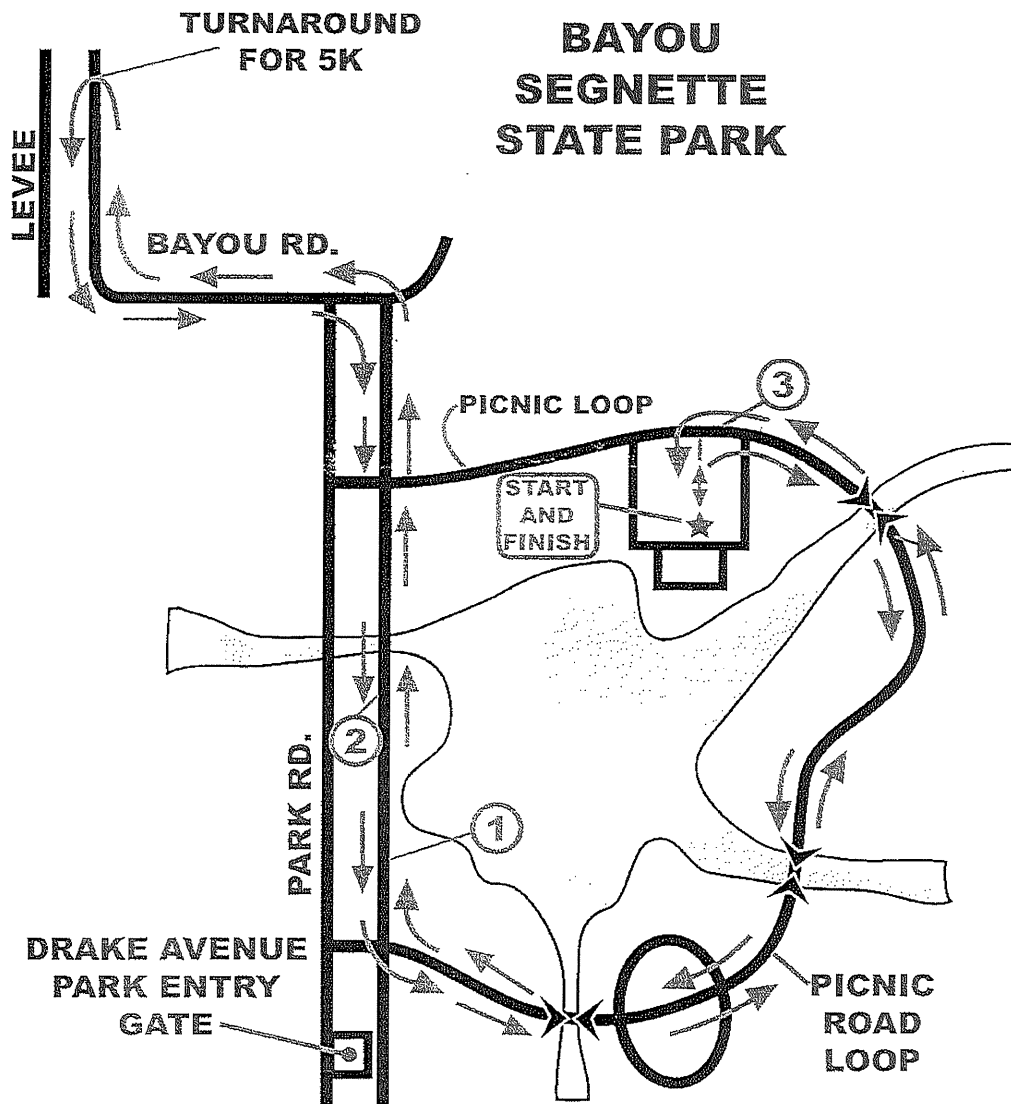 TURNAROUND
FOR 5K
BAYOU
SEGNETTE
STATE PARK
LEVEE
BAYOU RD.
3
PICNIC LOOP
START
AND
FINISH
2
PARK RD.
1
DRAKE AVENUE
PARK ENTRY
GATE
PICNIC
ROAD
LOOP